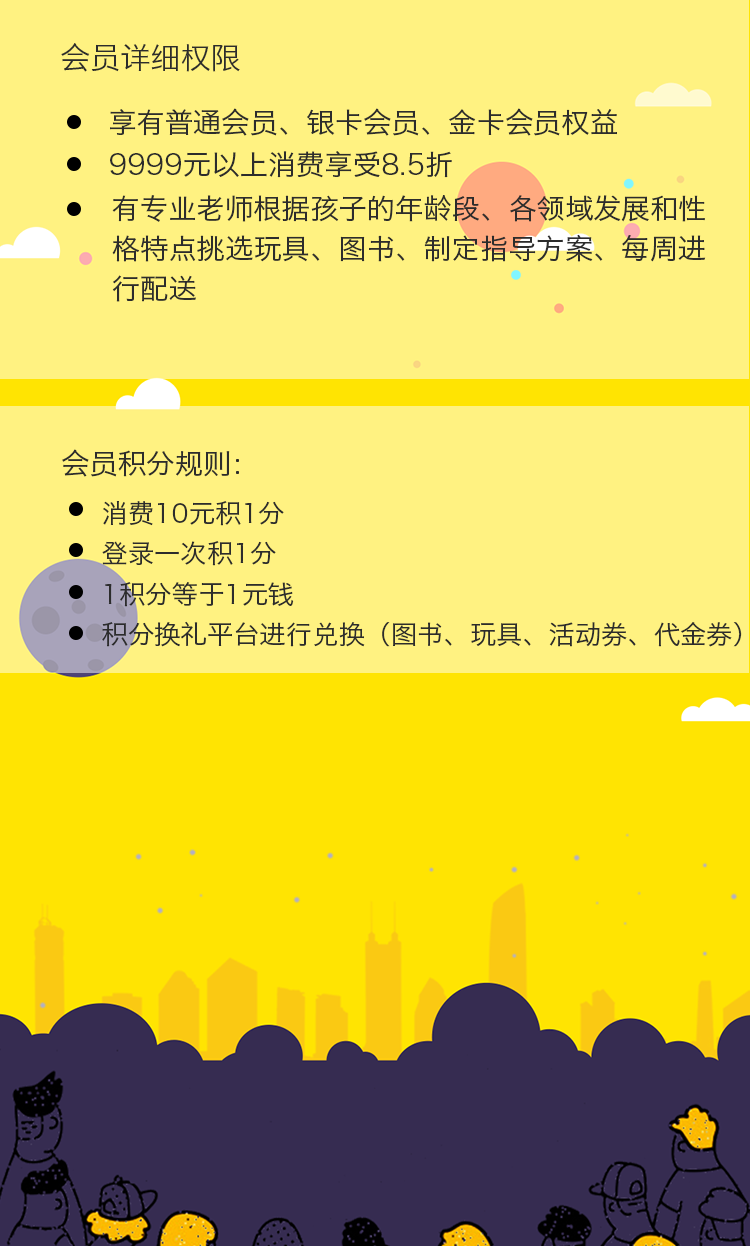 会员详细权限
享有普通会员、银卡会员、金卡会员权益
9999元以上消费享受8.5折
有专业老师根据孩子的年龄段、各领域发展和性
格特点挑选玩具、图书、制定指导方案、每周进
行配送
会员积分规则：
消费10元积1分
登录一次积1分
1积分等于1元钱
积分换礼平台进行兑换（图书、玩具、活动券、代金券）